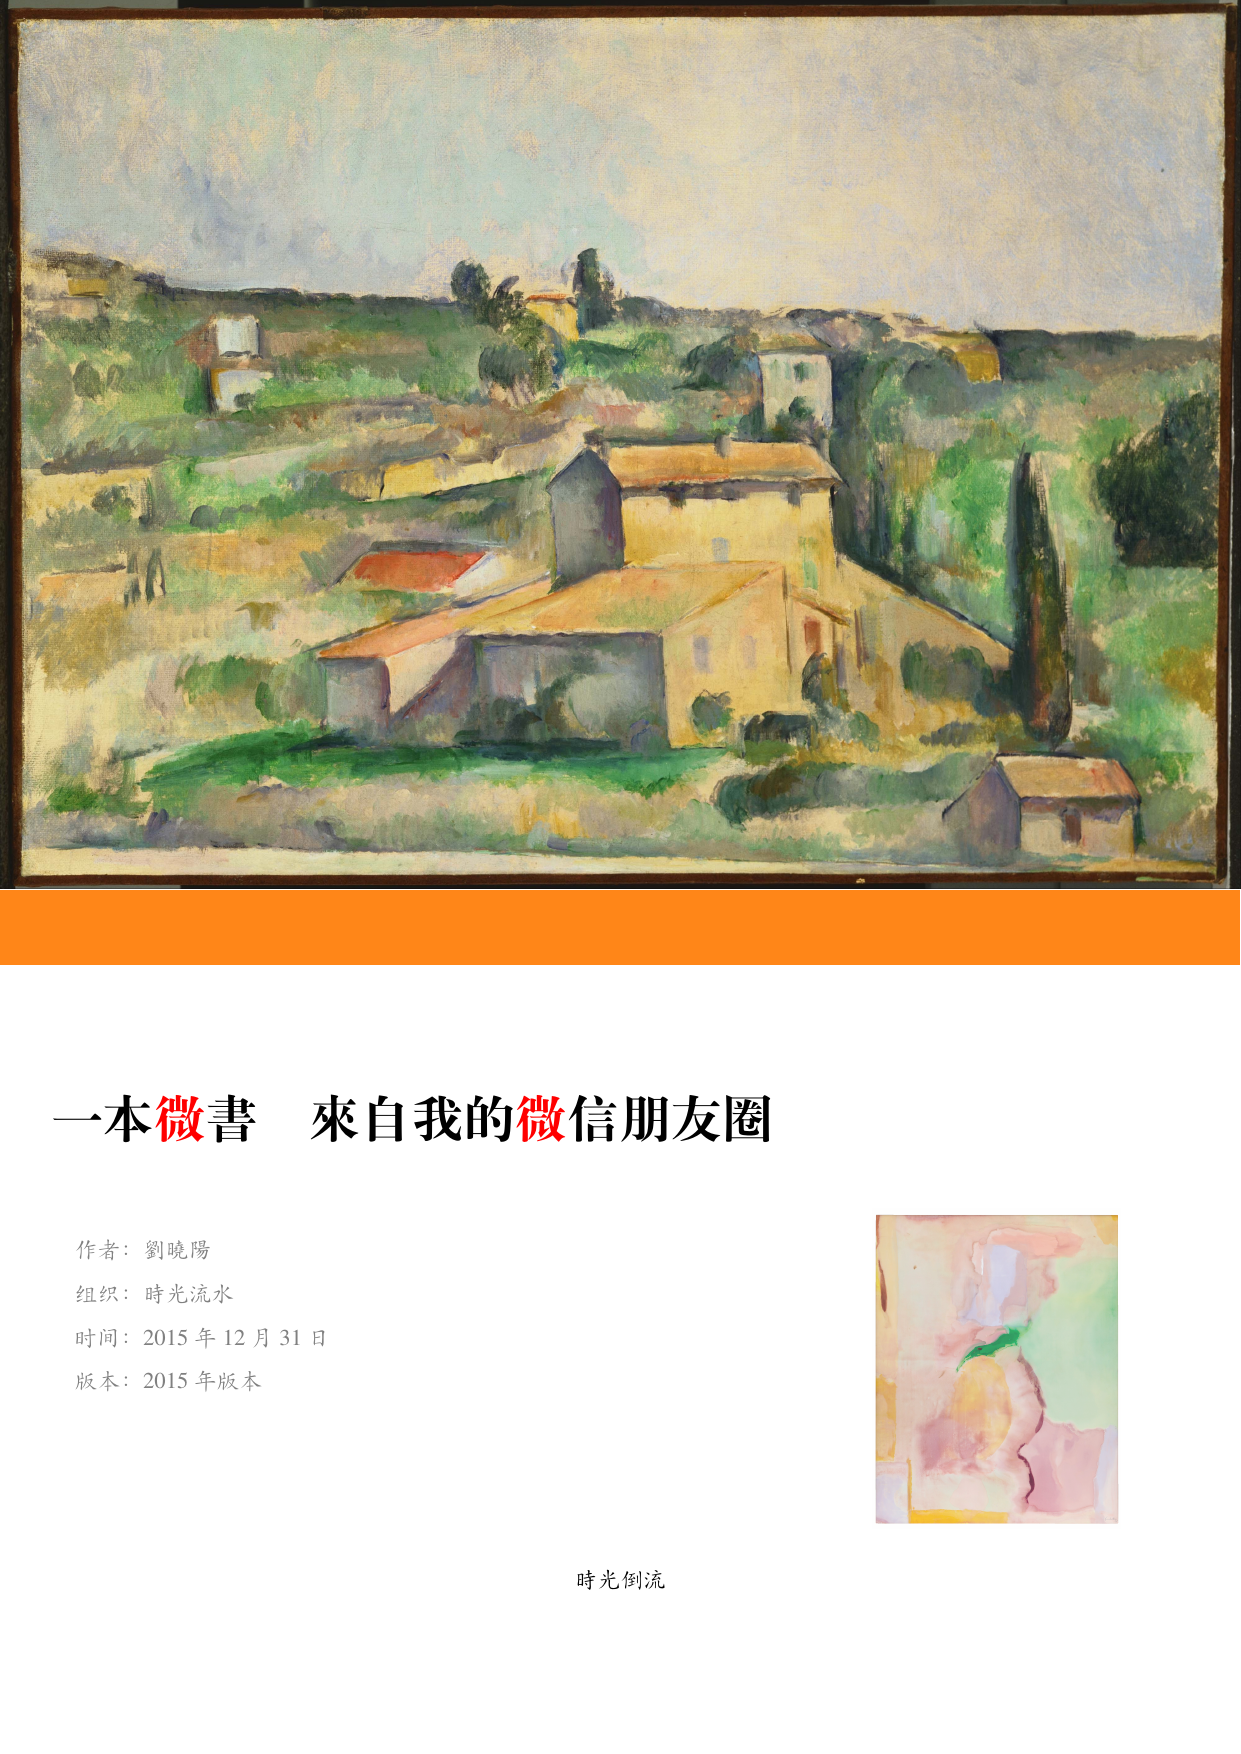 一本微書　來自我的微信朋友圈
作者：劉曉陽
组织：時光流水
时间：2015 年 12 月 31 日
版本：2015 年版本
時光倒流